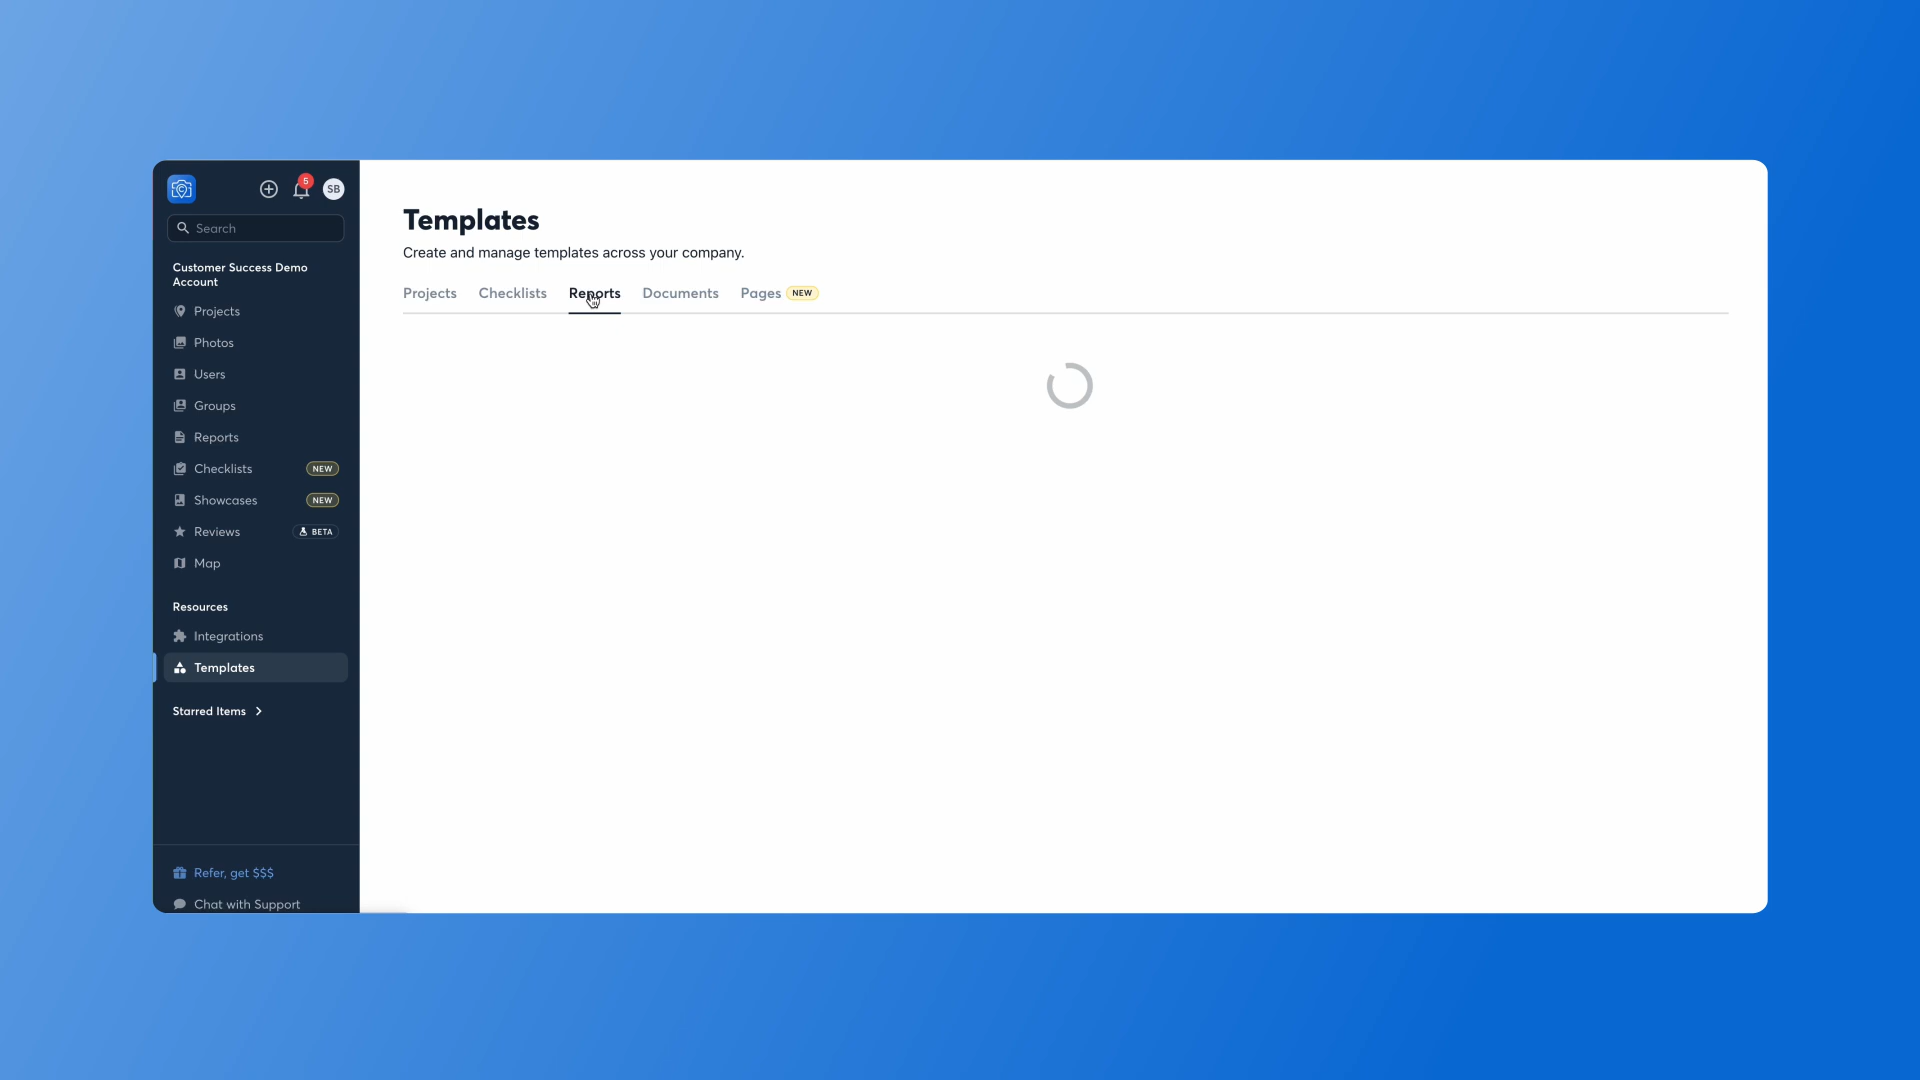 5
SB
Search
Customer Success Demo
Account
Projects
Photos
Users
Groups
Reports
Checklists NEW
Showcases NEW
Reviews BETA
Map
Resources
Integrations
Templates
Starred Items
Refer, get $$$
Chat with Support
Templates
Create and manage templates across your company.
Projects Checklists Reports Documents Pages NEW